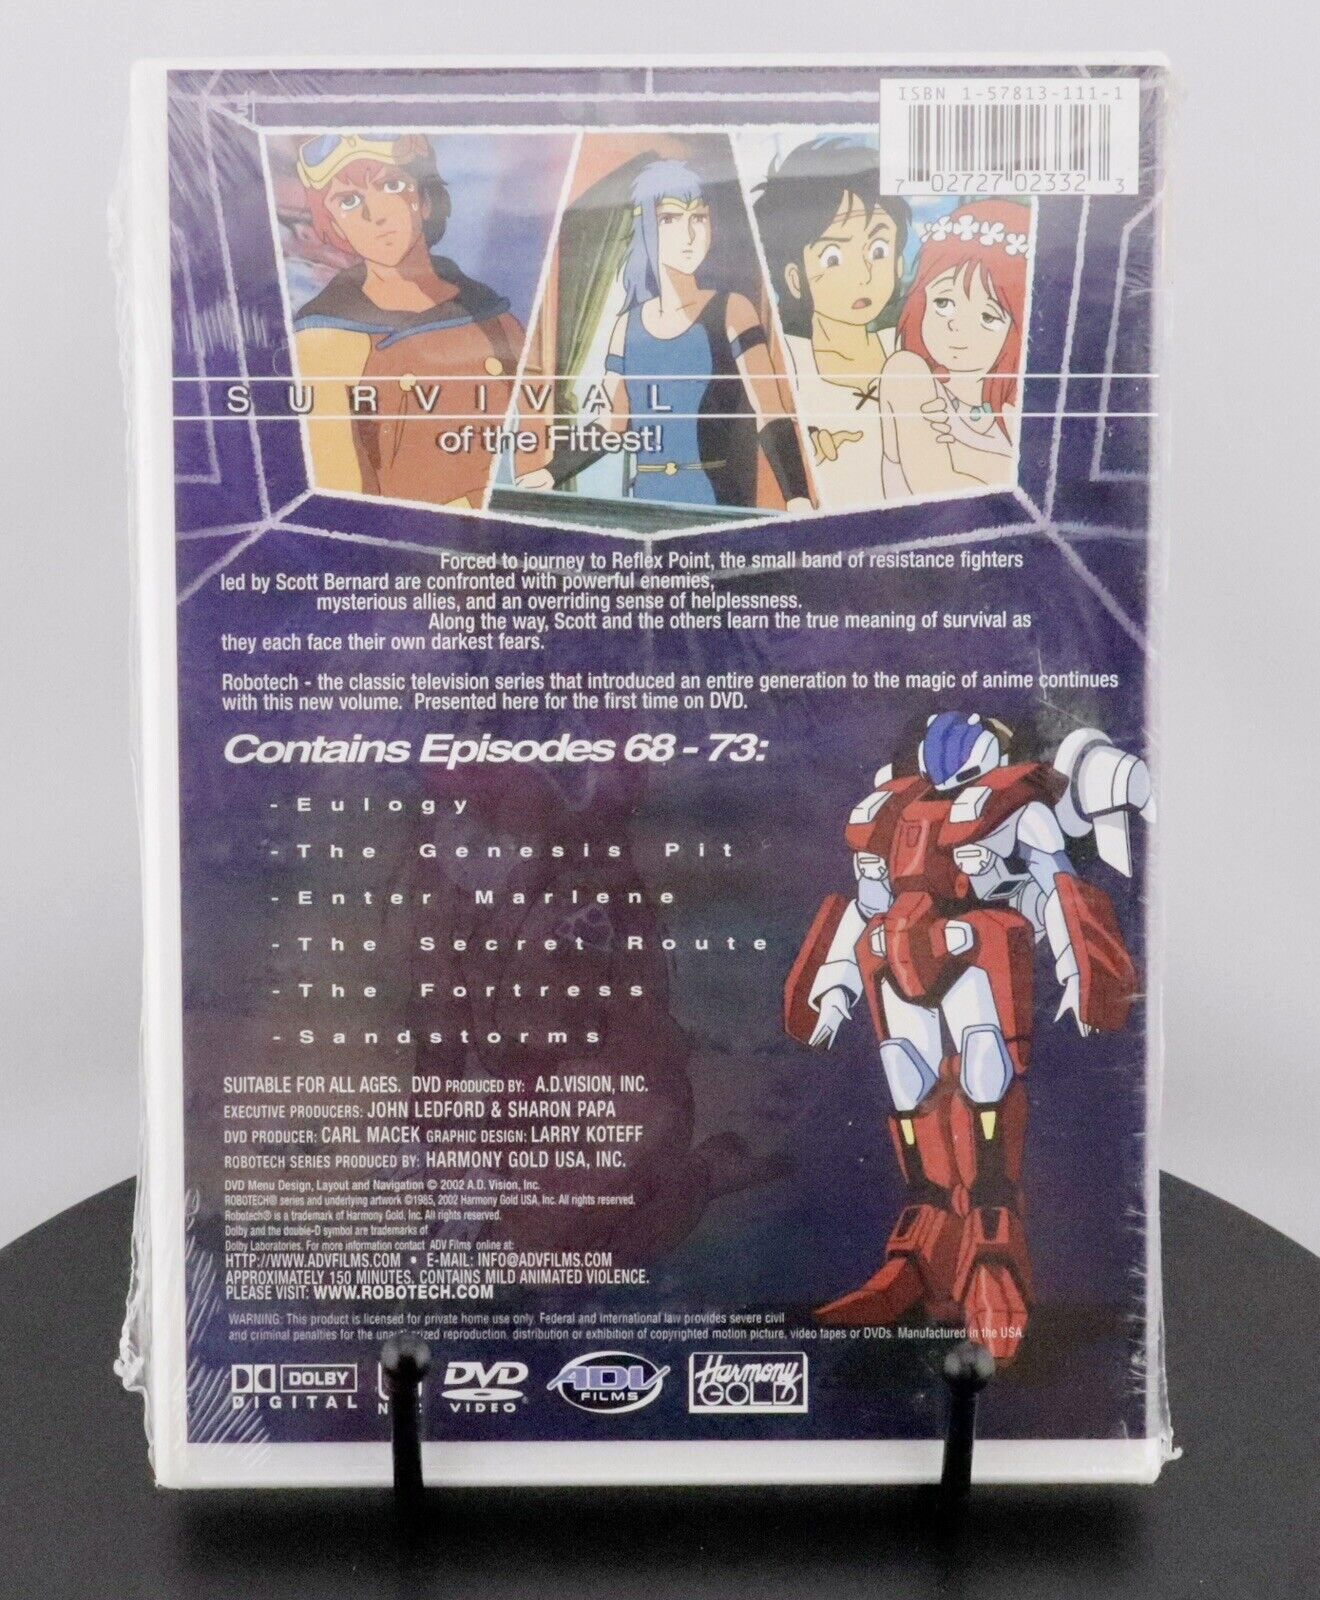 ISBN 1-57813-111-1
7 02727 02332 3
SURVIVAL
of the Fittest!
Forced to journey to Reflex Point, the small band of resistance fighters
led by Scott Bernard are confronted with powerful enemies,
mysterious allies, and an overriding sense of helplessness.
Along the way, Scott and the others learn the true meaning of survival as
they each face their own darkest fears.
Robotech - the classic television series that introduced an entire generation to the magic of anime continues
with this new volume. Presented here for the first time on DVD.
Contains Episodes 68 - 73:
- Eulogy
- The Genesis Pit
- Enter Marlene
- The Secret Route
- The Fortress
- Sandstorms
SUITABLE FOR ALL AGES. DVD PRODUCED BY: A.D.VISION, INC.
EXECUTIVE PRODUCERS: JOHN LEDFORD & SHARON PAPA
DVD PRODUCER: CARL MACEK GRAPHIC DESIGN: LARRY KOTEFF
ROBOTECH SERIES PRODUCED BY: HARMONY GOLD USA, INC.
DVD Menu Design, Layout and Navigation © 2002 A.D. Vision, Inc.
ROBOTECH® series and underlying artwork ©1985, 2002 Harmony Gold USA, Inc. All rights reserved.
Robotech® is a trademark of Harmony Gold, Inc. All rights reserved.
Dolby and the double-D symbol are trademarks of
Dolby Laboratories. For more information contact ADV Films online at:
HTTP://WWW.ADVFILMS.COM • E-MAIL: INFO@ADVFILMS.COM
APPROXIMATELY 150 MINUTES. CONTAINS MILD ANIMATED VIOLENCE.
PLEASE VISIT: WWW.ROBOTECH.COM
WARNING: This product is licensed for private home use only. Federal and international law provides severe civil
and criminal penalties for the reproduction, distribution or exhibition of copyrighted motion picture, video tapes or DVDs. Manufactured in the USA.
DOLBY DIGITAL
DVD VIDEO
ADV FILMS
Harmony GOLD